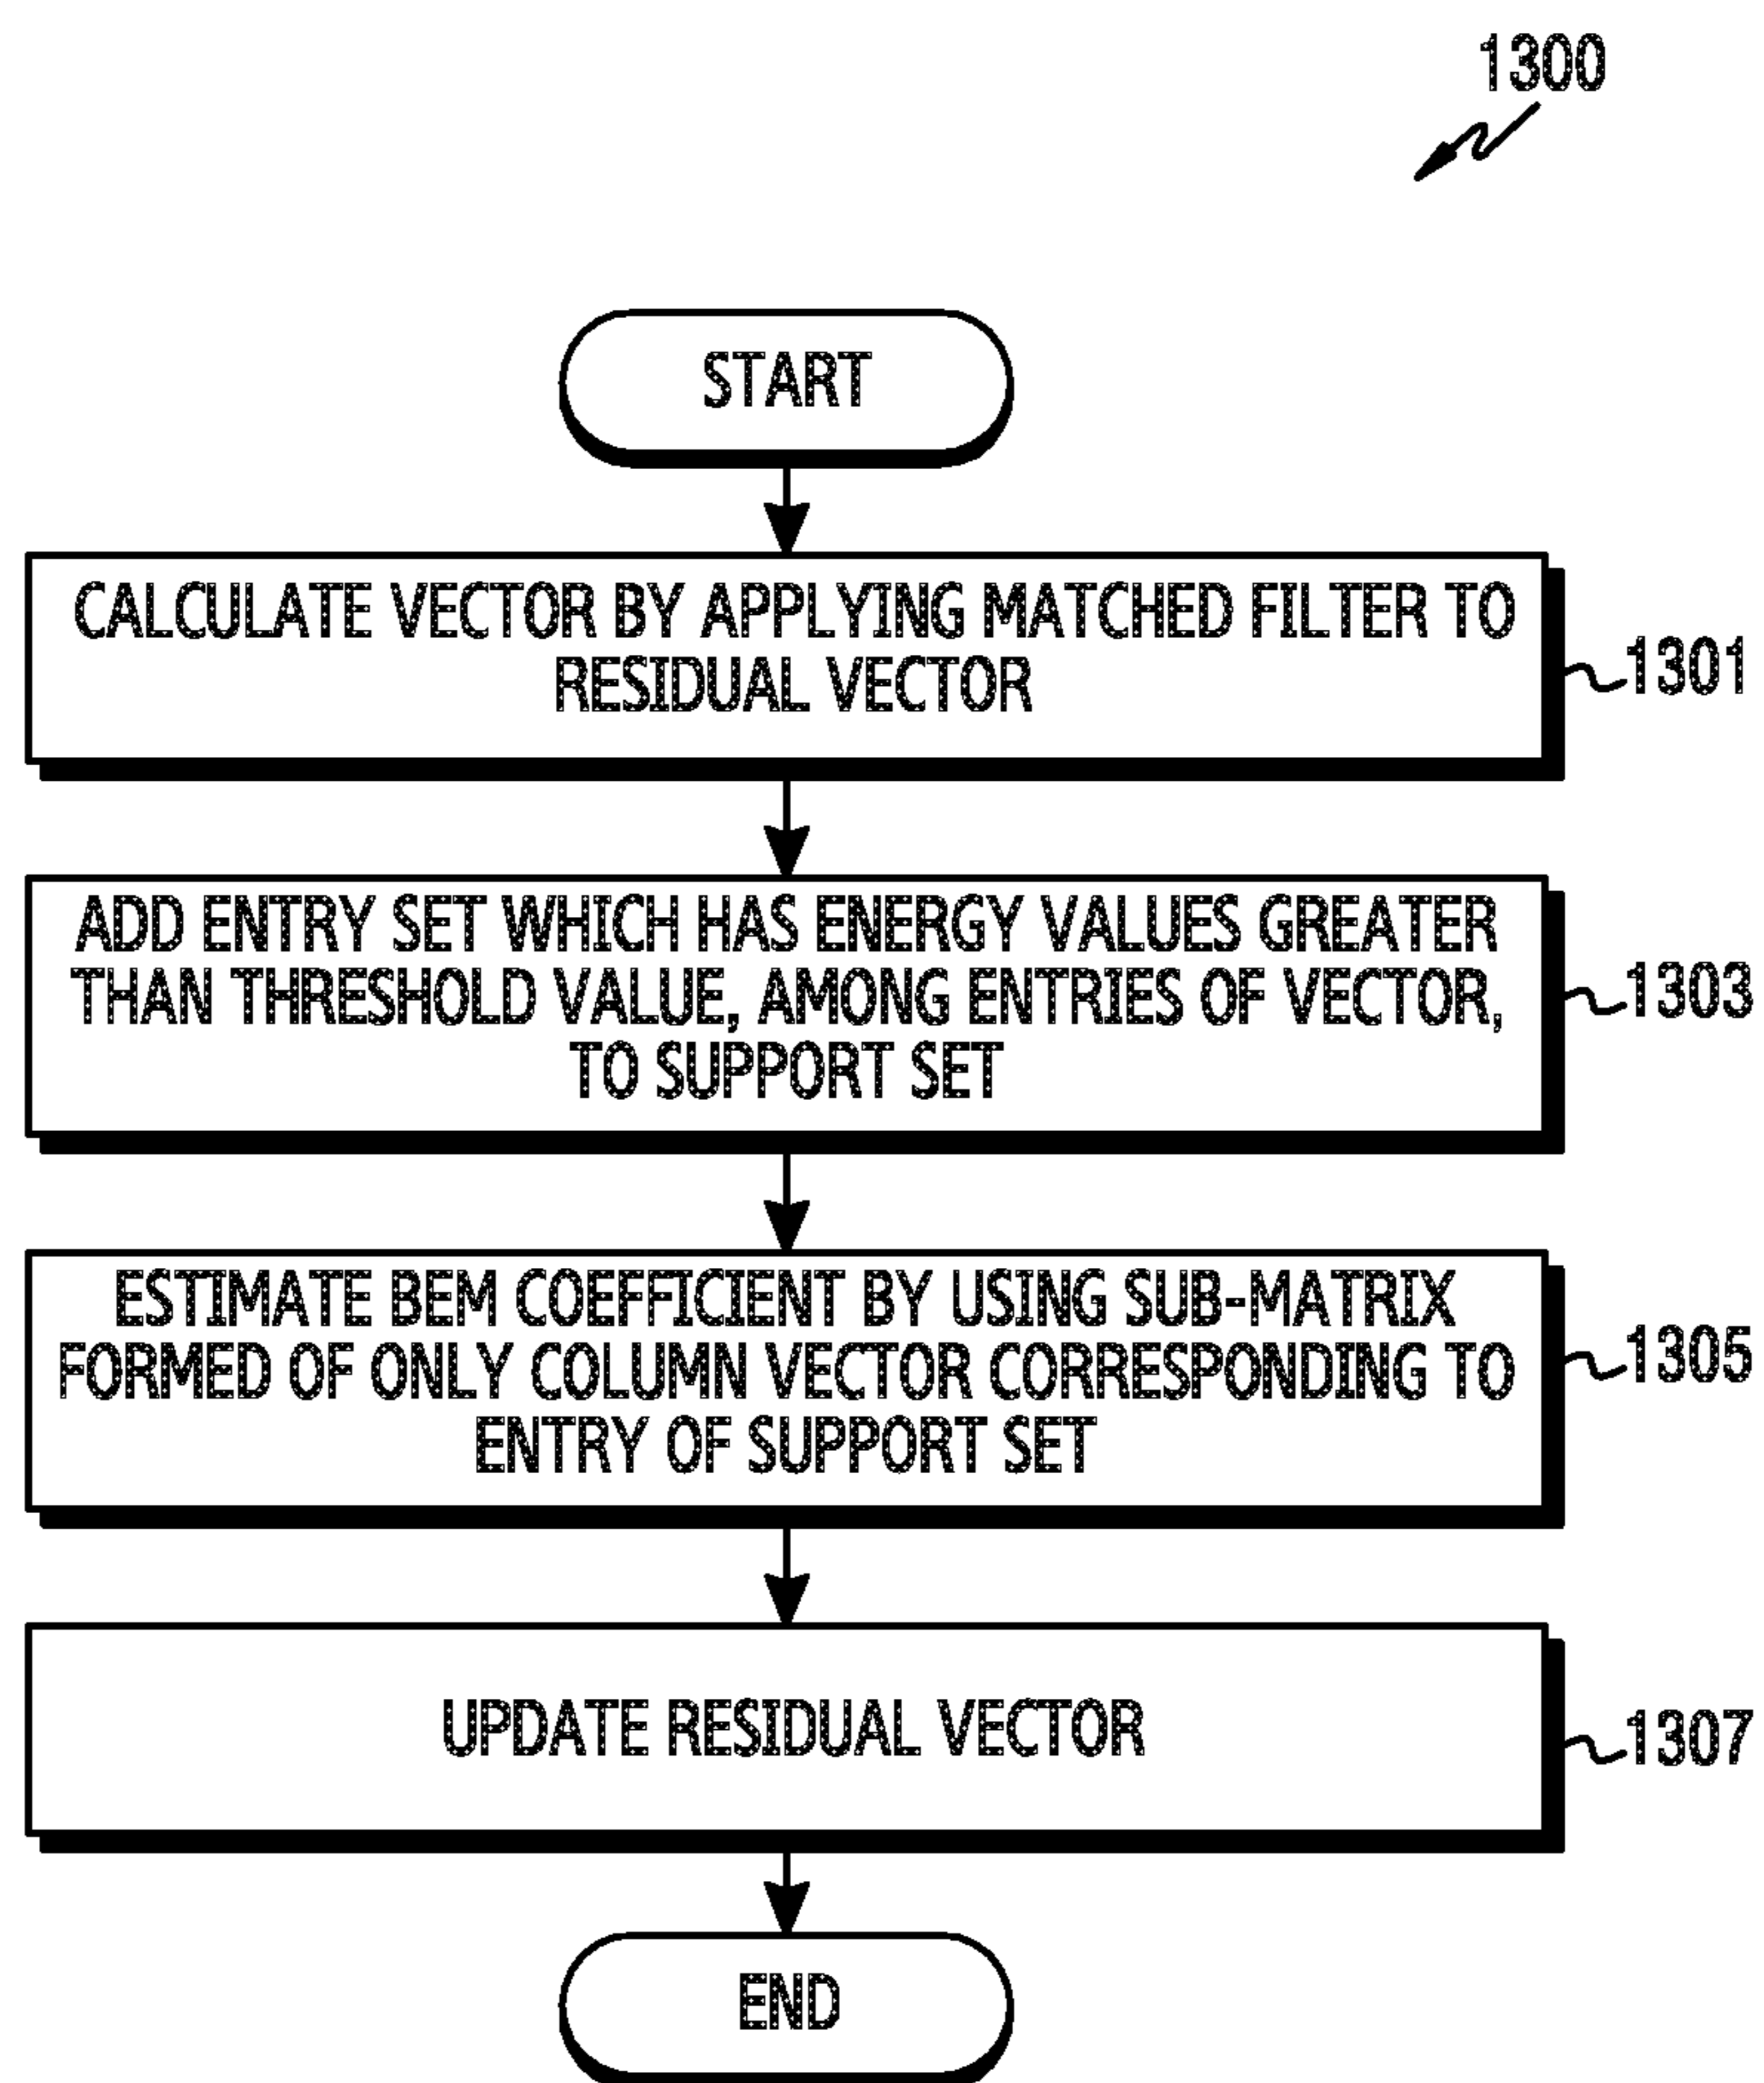 1300
START
CALCULATE VECTOR BY APPLYING MATCHED FILTER TO
RESIDUAL VECTOR
1301
ADD ENTRY SET WHICH HAS ENERGY VALUES GREATER
THAN THRESHOLD VALUE, AMONG ENTRIES OF VECTOR,
TO SUPPORT SET
1303
ESTIMATE BEM COEFFICIENT BY USING SUB-MATRIX
FORMED OF ONLY COLUMN VECTOR CORRESPONDING TO
ENTRY OF SUPPORT SET
1305
UPDATE RESIDUAL VECTOR
1307
END